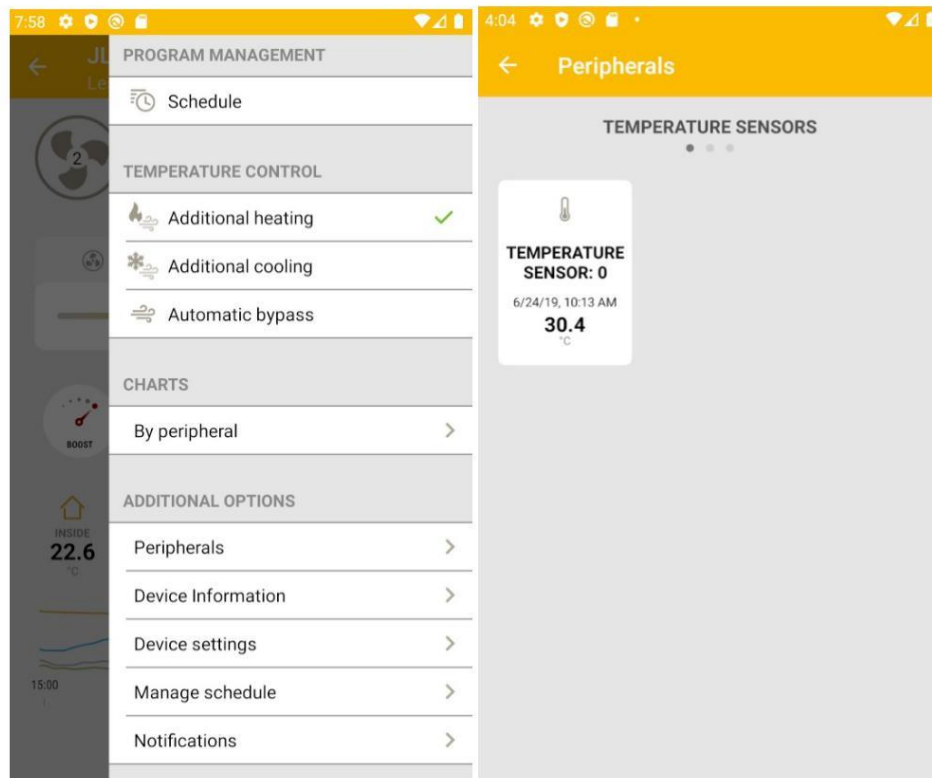 7:58
JL
Le
2
BOOST
INSIDE
22.6
°C
15:00
PROGRAM MANAGEMENT
Schedule
TEMPERATURE CONTROL
Additional heating
Additional cooling
Automatic bypass
CHARTS
By peripheral
ADDITIONAL OPTIONS
Peripherals
Device Information
Device settings
Manage schedule
Notifications
4:04
Peripherals
TEMPERATURE SENSORS
TEMPERATURE
SENSOR: 0
6/24/19, 10:13 AM
30.4
°C